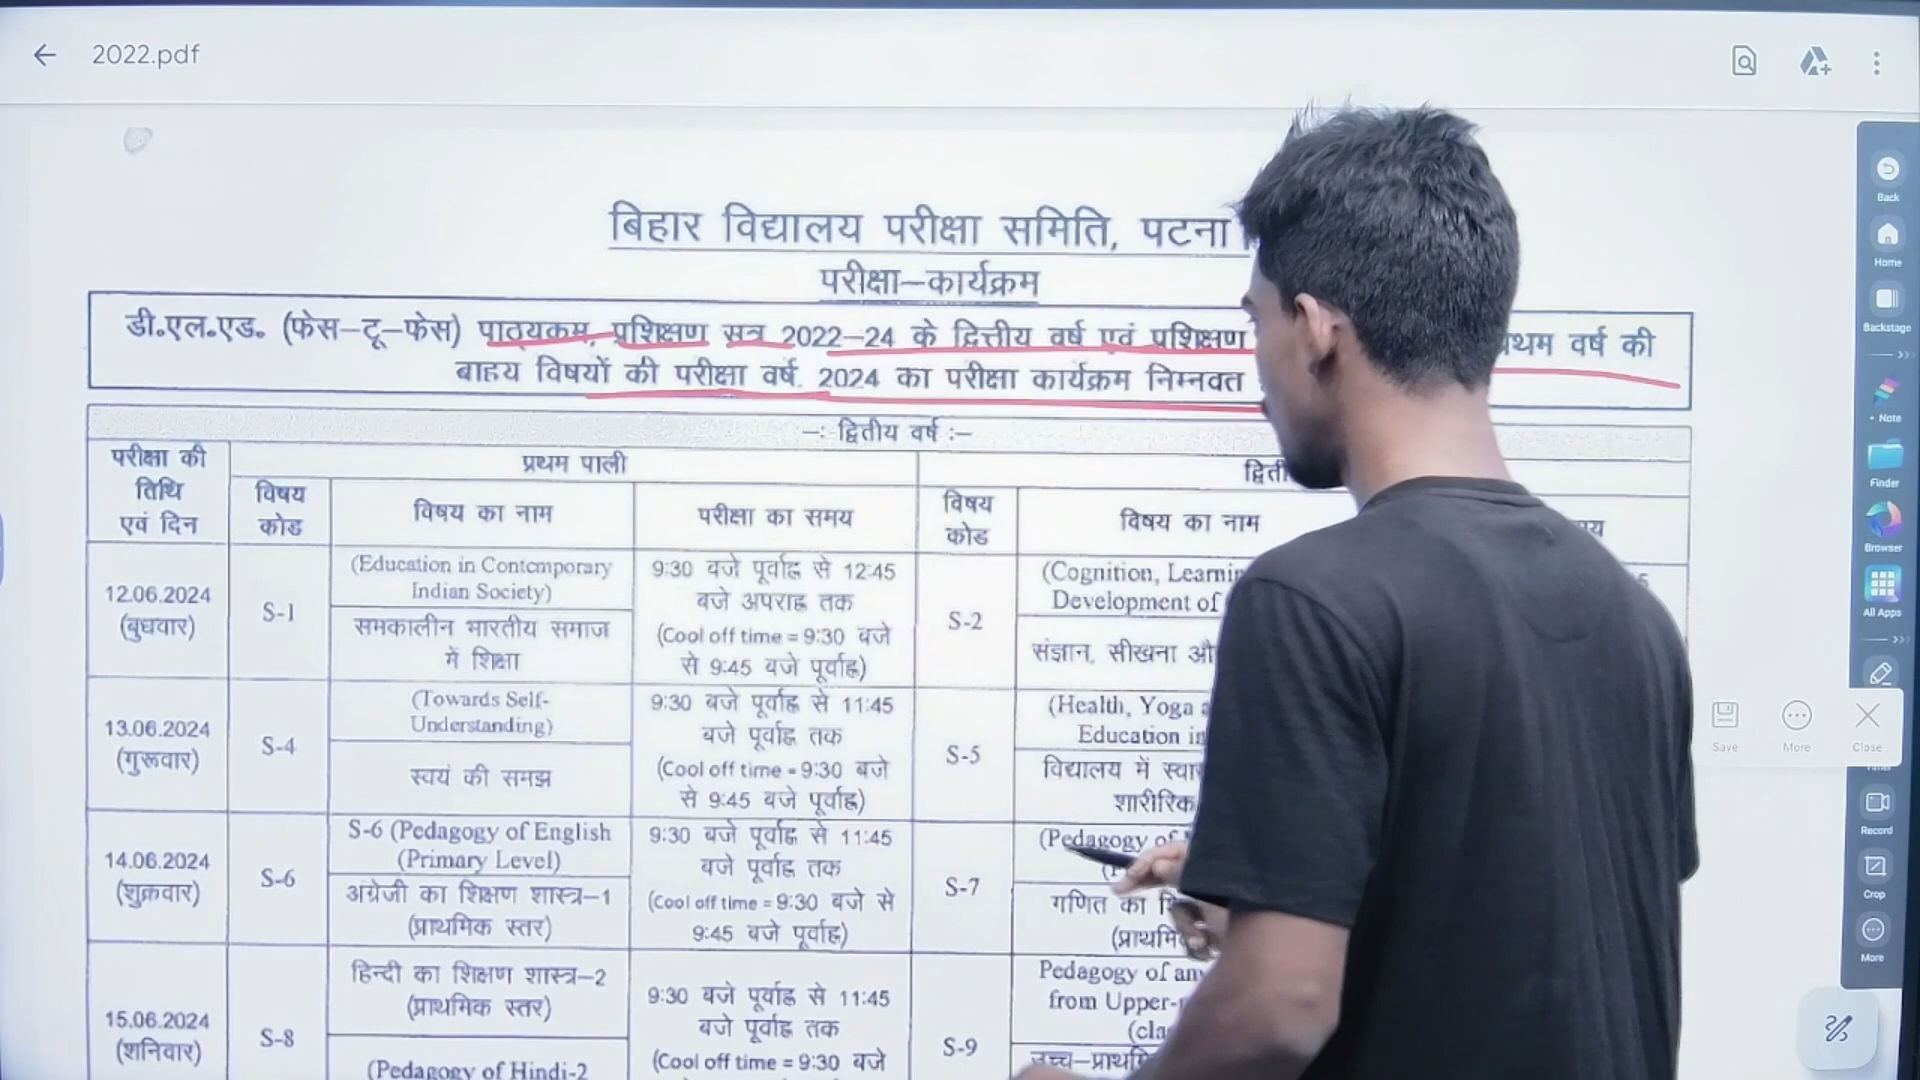 2022.pdf
बिहार विद्यालय परीक्षा समिति, पटना
परीक्षा–कार्यक्रम
डी०एल०एड० (फेस–टू–फेस) पाठ्यकम, प्रशिक्षण सत्र 2022–24 के द्वित्तीय वर्ष एवं प्रशिक्षण वर्ष की
बाहय विषयों की परीक्षा वर्ष, 2024 का परीक्षा कार्यक्रम निम्नवत
–: द्वितीय वर्ष :–
परीक्षा की तिथि एवं दिन
प्रथम पाली
विषय कोड
विषय का नाम
परीक्षा का समय
विषय कोड
विषय का नाम
12.06.2024
(बुधवार)
S-1
(Education in Contemporary
Indian Society)
समकालीन भारतीय समाज
में शिक्षा
9:30 बजे पूर्वाह्न से 12:45
बजे अपराह्न तक
(Cool off time = 9:30 बजे
से 9:45 बजे पूर्वाह्न)
S-2
(Cognition,
Development of
संज्ञान, सीखना
13.06.2024
(गुरूवार)
S-4
(Towards Self-
Understanding)
स्वयं की समझ
9:30 बजे पूर्वाह्न से 11:45
बजे पूर्वाह्न तक
(Cool off time = 9:30 बजे
से 9:45 बजे पूर्वाह्न)
S-5
(Health, Yoga
Education in
विद्यालय में
शारीरिक
14.06.2024
(शुक्रवार)
S-6
S-6 (Pedagogy of English
(Primary Level)
अंग्रेजी का शिक्षण शास्त्र–1
(प्राथमिक स्तर)
9:30 बजे पूर्वाह्न से 11:45
बजे पूर्वाह्न तक
(Cool off time = 9:30 बजे से
9:45 बजे पूर्वाह्न)
S-7
(Pedagogy of
गणित का
15.06.2024
(शनिवार)
S-8
हिन्दी का शिक्षण शास्त्र–2
(प्राथमिक स्तर)
(Pedagogy of Hindi-2
9:30 बजे पूर्वाह्न से 11:45
बजे पूर्वाह्न तक
(Cool off time = 9:30 बजे
S-9
Pedagogy of any
from
Back
Home
Backstage
Note
Finder
Browser
All Apps
Save
More
Close
Record
Crop
More